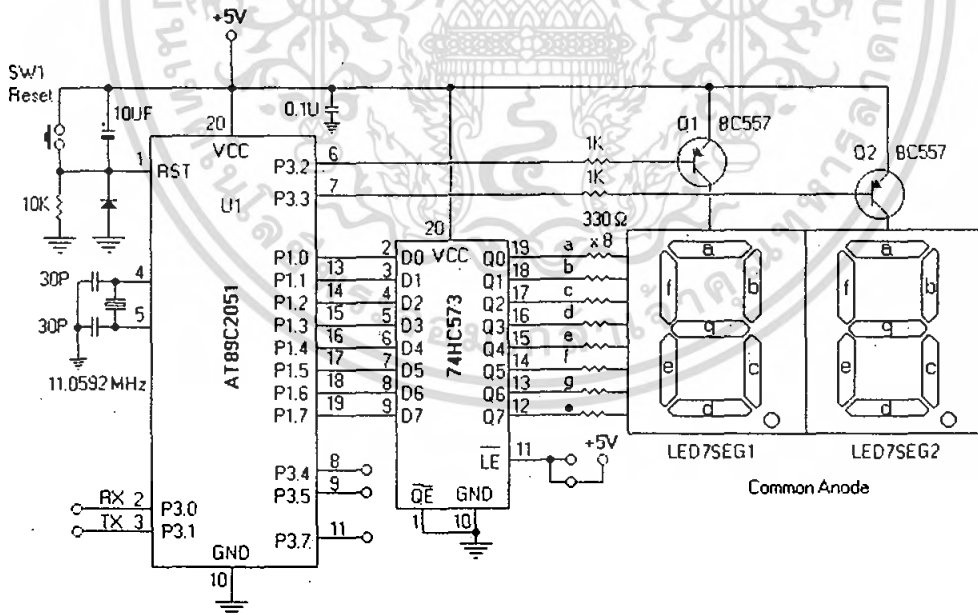 +5V
SW1
Reset
10UF
20
VCC
RST
1
U1
10K
30P
4
30P
5
11.0592 MHz
AT89C2051
RX 2 P3.0
TX 3 P3.1
GND
10
0.1U
P3.2 6
P3.3 7
P1.0
P1.1 13
P1.2 14
P1.3 15
P1.4 16
P1.5 17
P1.6 18
P1.7 19
P3.4 8
P3.5 9
P3.7 11
20
VCC
2 D0
3 D1
4 D2
5 D3
6 D4
7 D5
8 D6
9 D7
74HC573
Q0 19 a
Q1 18 b
Q2 17 c
Q3 16 d
Q4 15 e
Q5 14 f
Q6 13 g
Q7 12 e
LE 11
+5V
QE GND
1 10
1K
1K
330 Ω
x 8
Q1 BC557
Q2 BC557
a
f b
g
e c
d
a
f b
g
e c
d
LED7SEG1
LED7SEG2
Common Anode